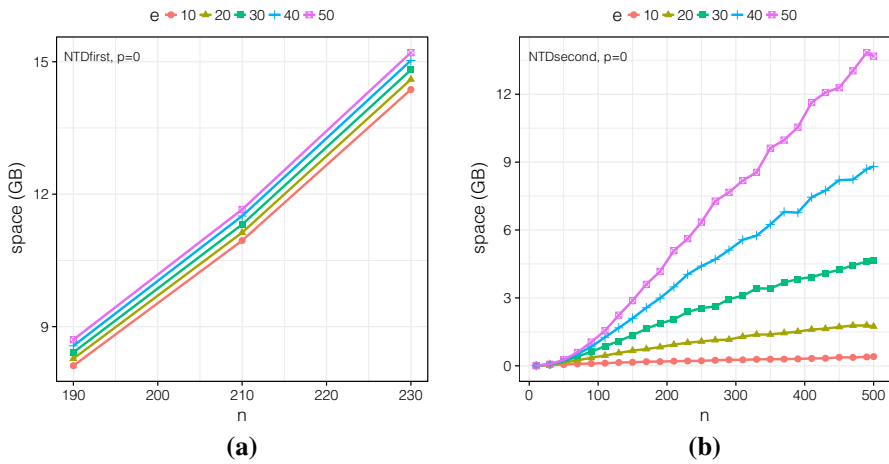 e 10 20 30 40 50
NTDfirst, p=0
space (GB)
15
12
9
190 200 210 220 230
n
(a)
e 10 20 30 40 50
NTDsecond, p=0
space (GB)
12
9
6
3
0
0 100 200 300 400 500
n
(b)